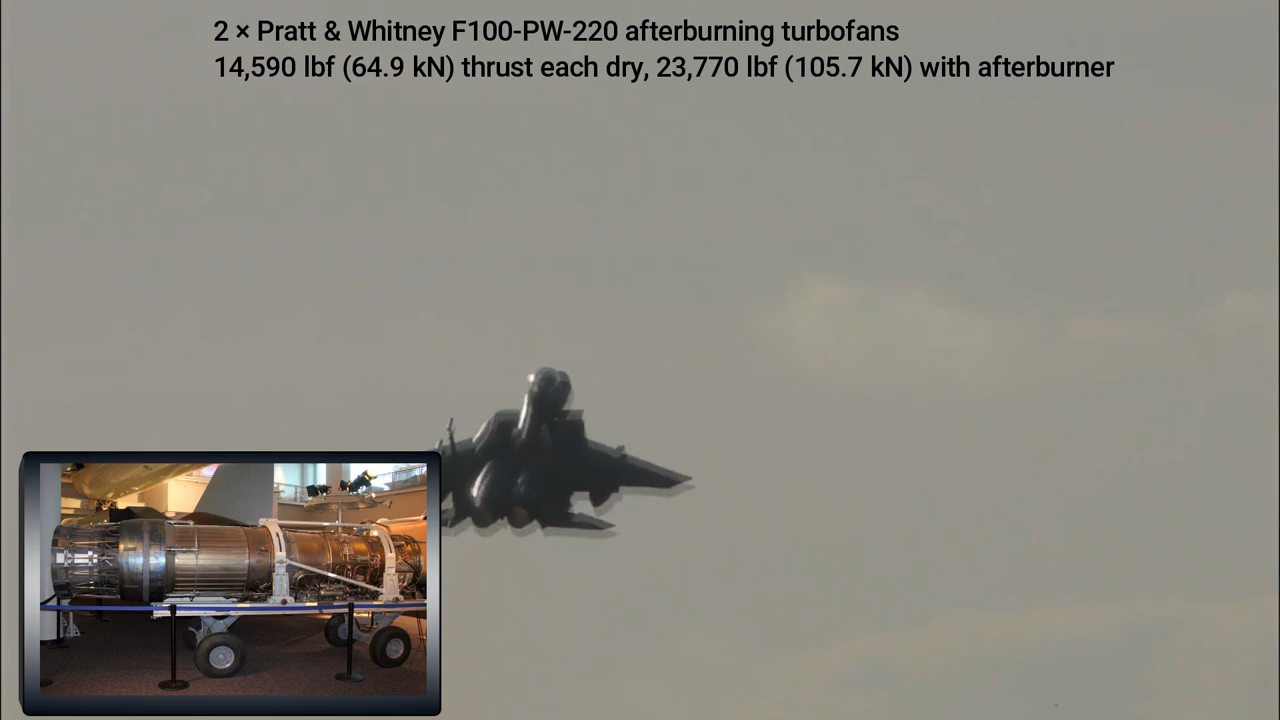 2 × Pratt & Whitney F100-PW-220 afterburning turbofans
14,590 lbf (64.9 kN) thrust each dry, 23,770 lbf (105.7 kN) with afterburner